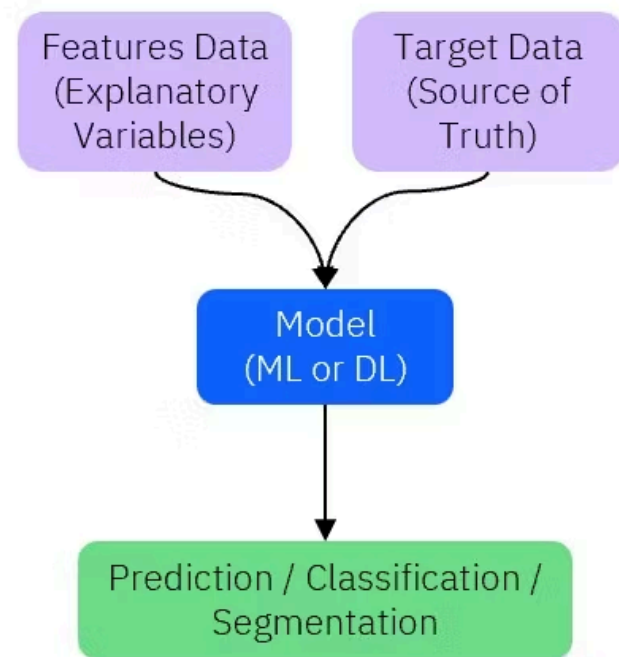 Features Data
(Explanatory
Variables)
Target Data
(Source of
Truth)
Model
(ML or DL)
Prediction / Classification /
Segmentation